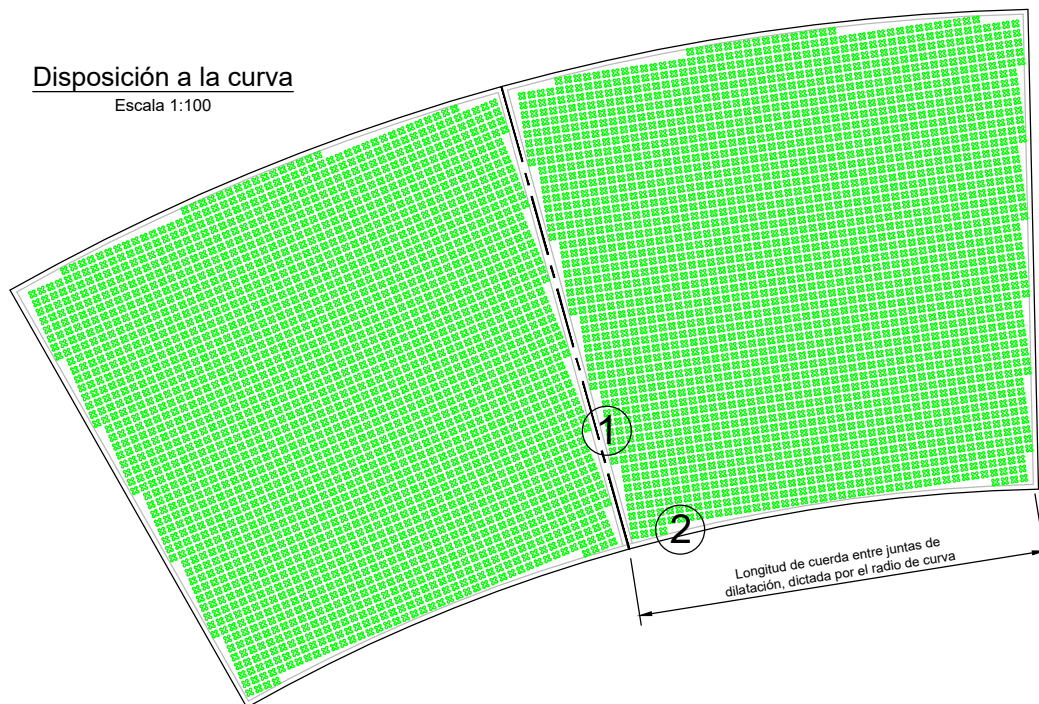 Disposición a la curva
Escala 1:100
1
2
Longitud de cuerda entre juntas de
dilatación, dictada por el radio de curva